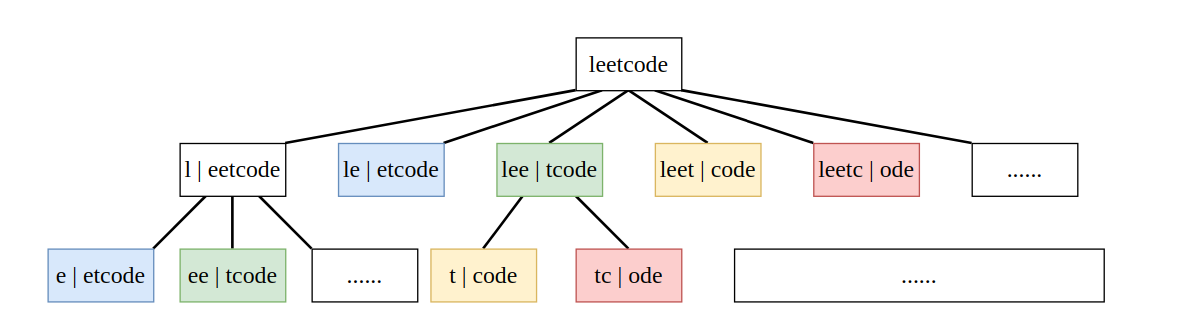 leetcode
l | eetcode
le | etcode
lee | tcode
leet | code
leetc | ode
......
e | etcode
ee | tcode
......
t | code
tc | ode
......